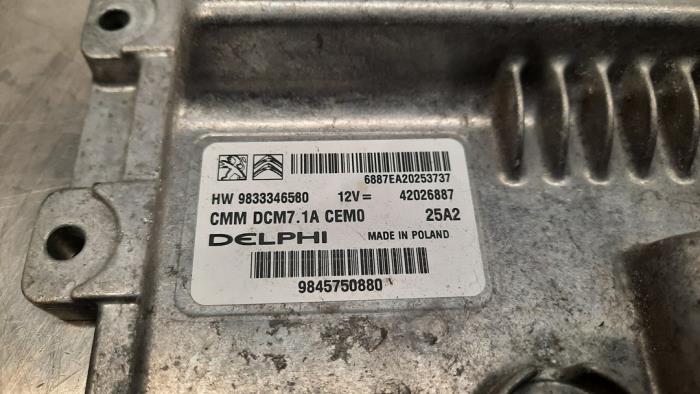 6887EA20253737
HW 9833346580 12V= 42026887
CMM DCM7.1A CEM0 25A2
DELPHI MADE IN POLAND
9845750880